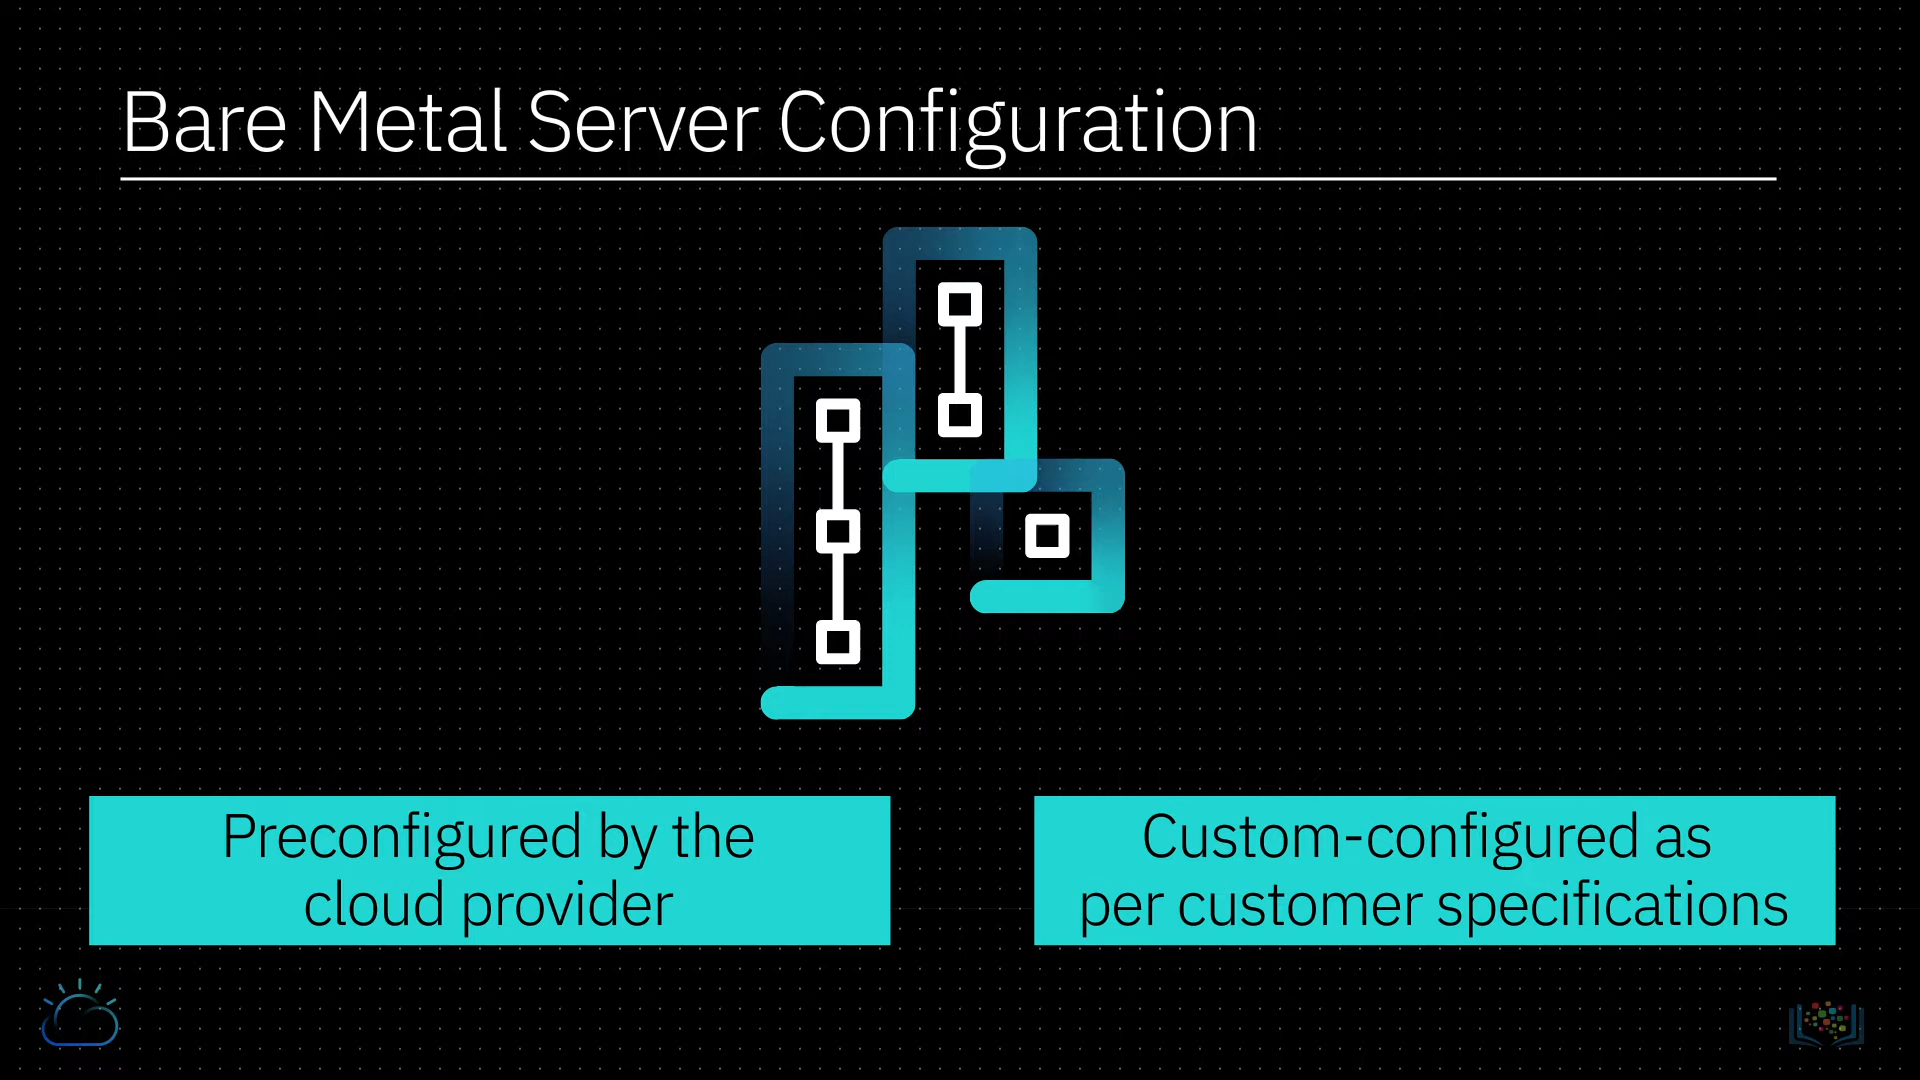 Bare Metal Server Configuration
Preconfigured by the
cloud provider
Custom-configured as
per customer specifications